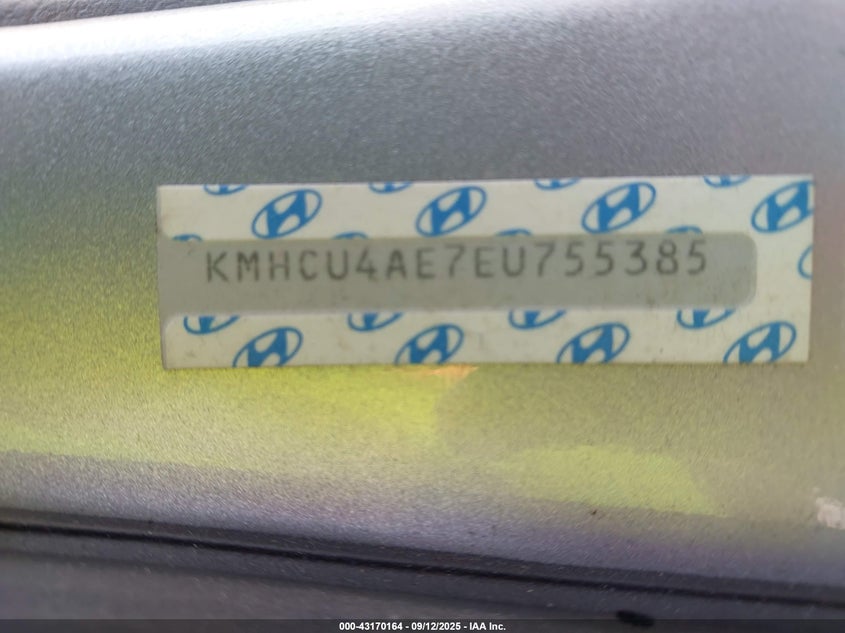 KMHCU4AE7EU755385
000-43170164 - 09/12/2025 - IAA Inc.